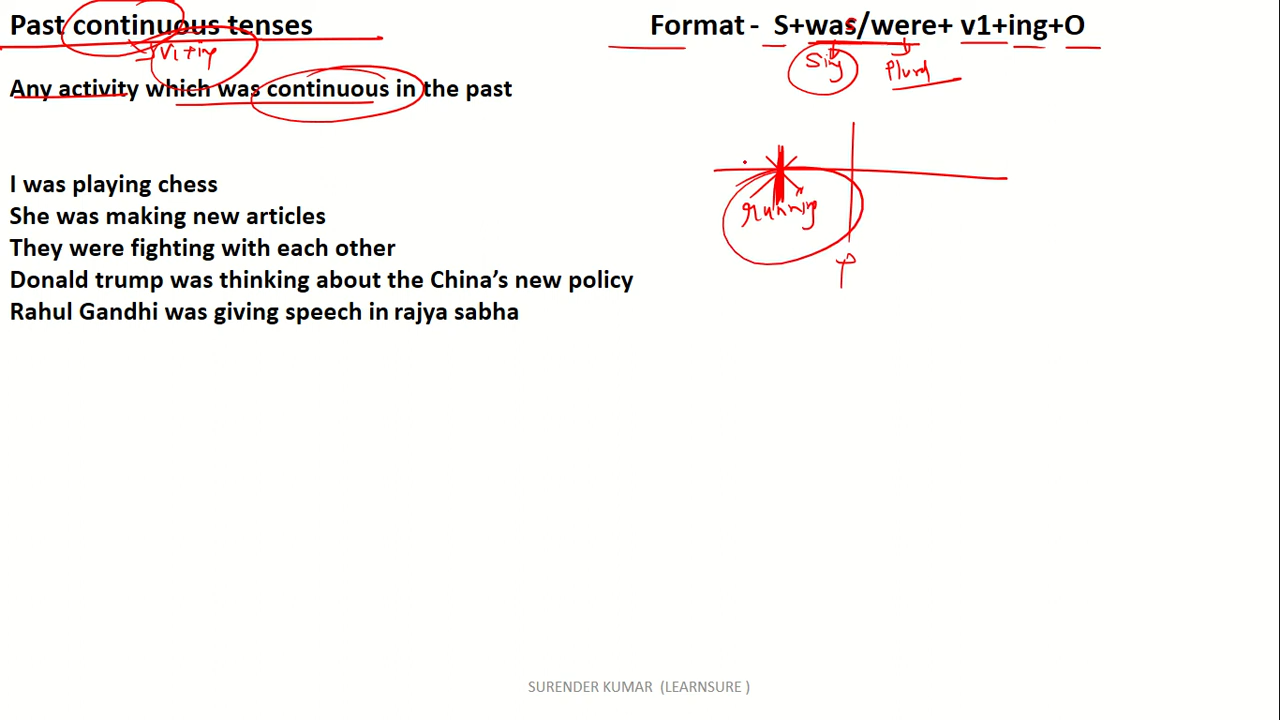 Past continuous tenses
Format - S+was/were+ v1+ing+O
V1+ing
Sing
Plural
Any activity which was continuous in the past
I was playing chess
She was making new articles
They were fighting with each other
Donald trump was thinking about the China's new policy
Rahul Gandhi was giving speech in rajya sabha
running
P
SURENDER KUMAR (LEARNSURE )